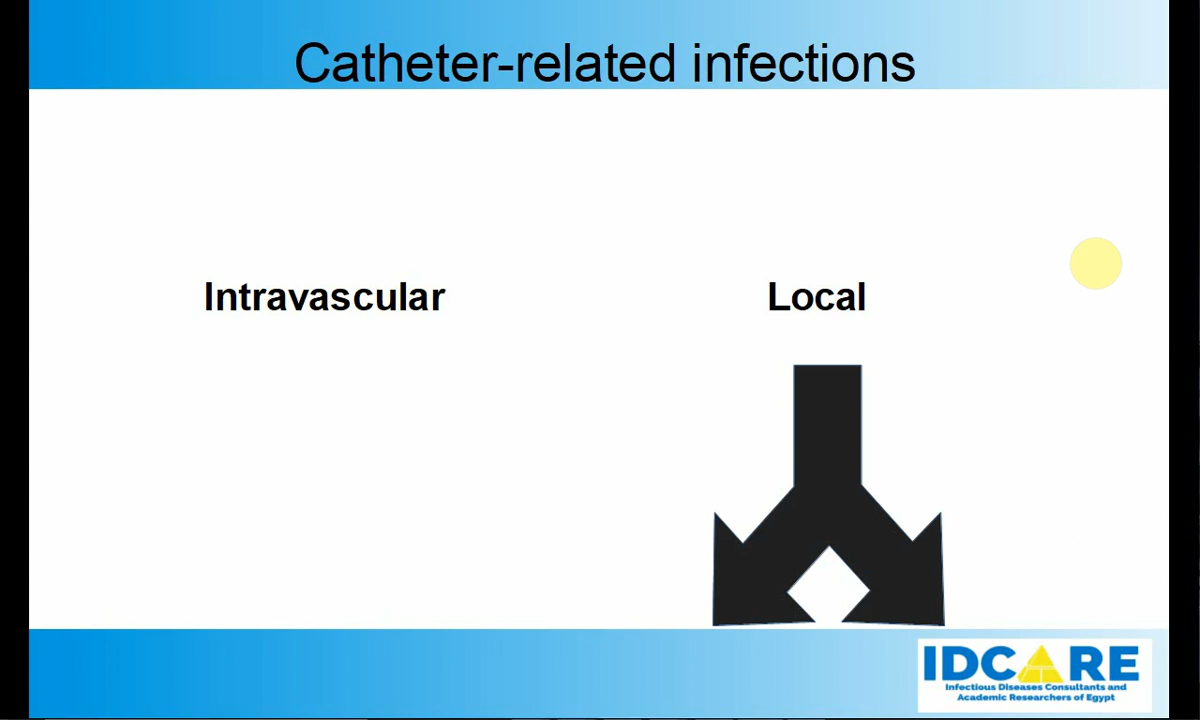 Catheter-related infections
Intravascular
Local
IDCARE
Infectious Diseases Consultants and
Academic Researchers of Egypt